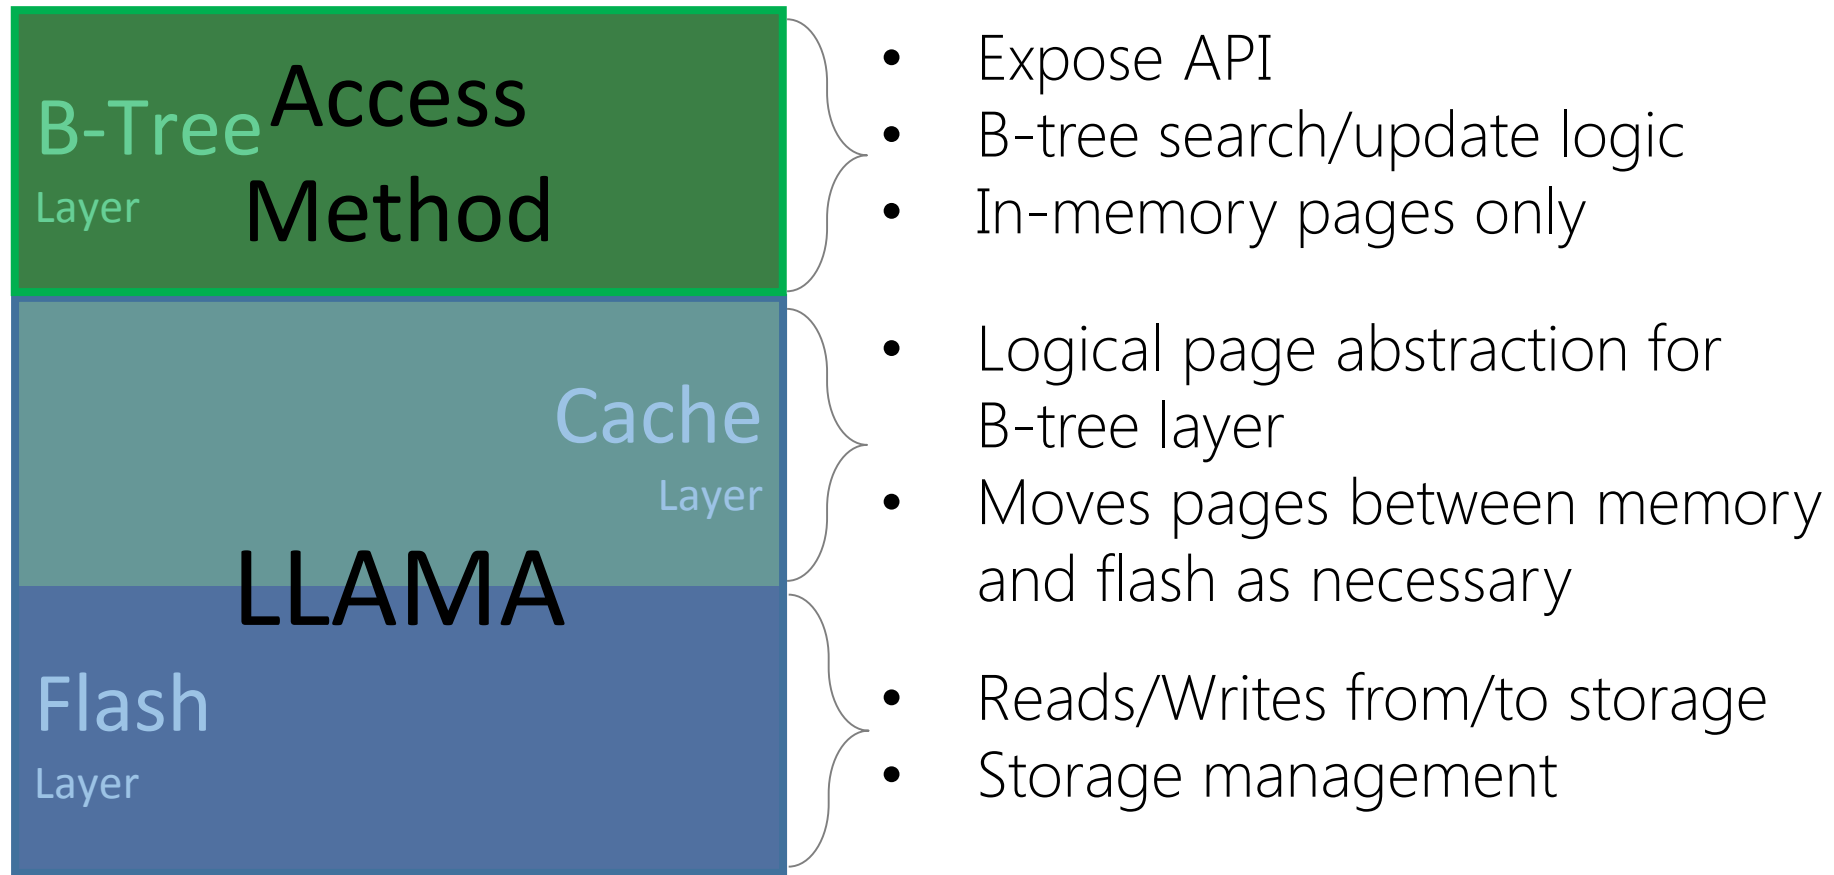 B-Tree
Layer
Access
Method
• Expose API
• B-tree search/update logic
• In-memory pages only
Cache
Layer
• Logical page abstraction for
B-tree layer
• Moves pages between memory
and flash as necessary
LLAMA
Flash
Layer
• Reads/Writes from/to storage
• Storage management